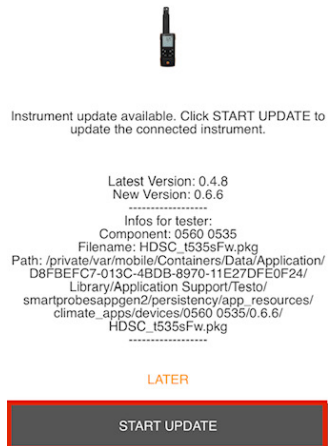 Instrument update available. Click START UPDATE to
update the connected instrument.
Latest Version: 0.4.8
New Version: 0.6.6
------------------
Infos for tester:
Component: 0560 0535
Filename: HDSC_t535sFw.pkg
Path: /private/var/mobile/Containers/Data/Application/
D8FBEFC7-013C-4BDB-8970-11E27DFE0F24/
Library/Application Support/Testo/
smartprobesappgen2/persistency/app_resources/
climate_apps/devices/0560 0535/0.6.6/
HDSC_t535sFw.pkg
------------------
LATER
START UPDATE